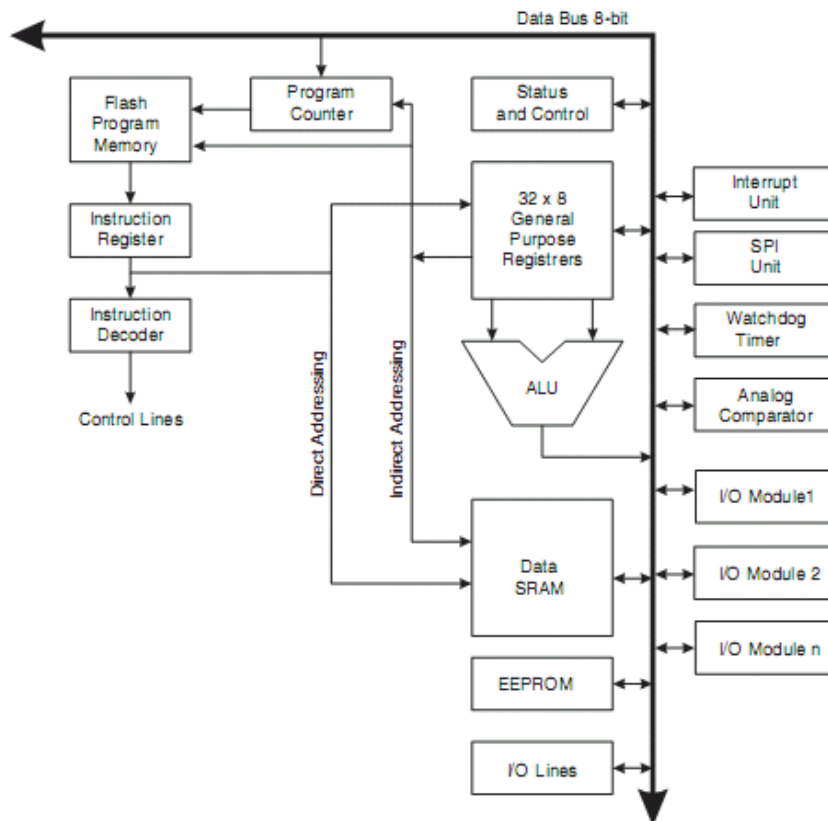 Data Bus 8-bit
Flash
Program
Memory
Program
Counter
Status
and Control
32 x 8
General
Purpose
Registrers
Interrupt
Unit
Instruction
Register
SPI
Unit
Instruction
Decoder
Watchdog
Timer
ALU
Analog
Comparator
Control Lines
Direct Addressing
Indirect Addressing
I/O Module1
Data
SRAM
I/O Module 2
I/O Module n
EEPROM
I/O Lines